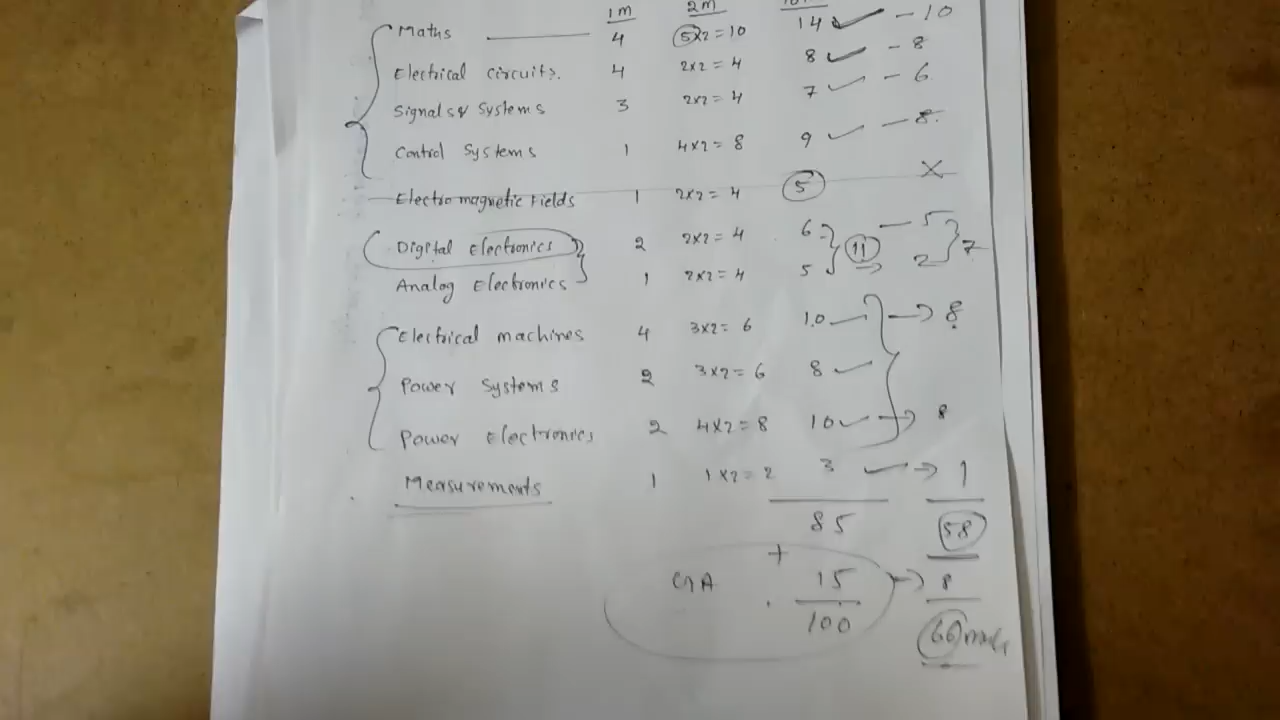 1M 2M
Maths 4 5x2=10 14 - 10
Electrical circuits. 4 2x2=4 8 - 8
Signals & Systems 3 2x2=4 7 - 6
Control Systems 1 4x2=8 9 - 8
Electro magnetic Fields 1 2x2=4 5 X
Digital Electronics 2 2x2=4 6 11 - 5 7
Analog Electronics 1 2x2=4 5 2
Electrical machines 4 3x2=6 10 → 8
Power Systems 2 3x2=6 8
Power Electronics 2 4x2=8 10 → 8
Measurements 1 1x2=2 3 → 1
85 58
+
GA 15 → 8
100 66